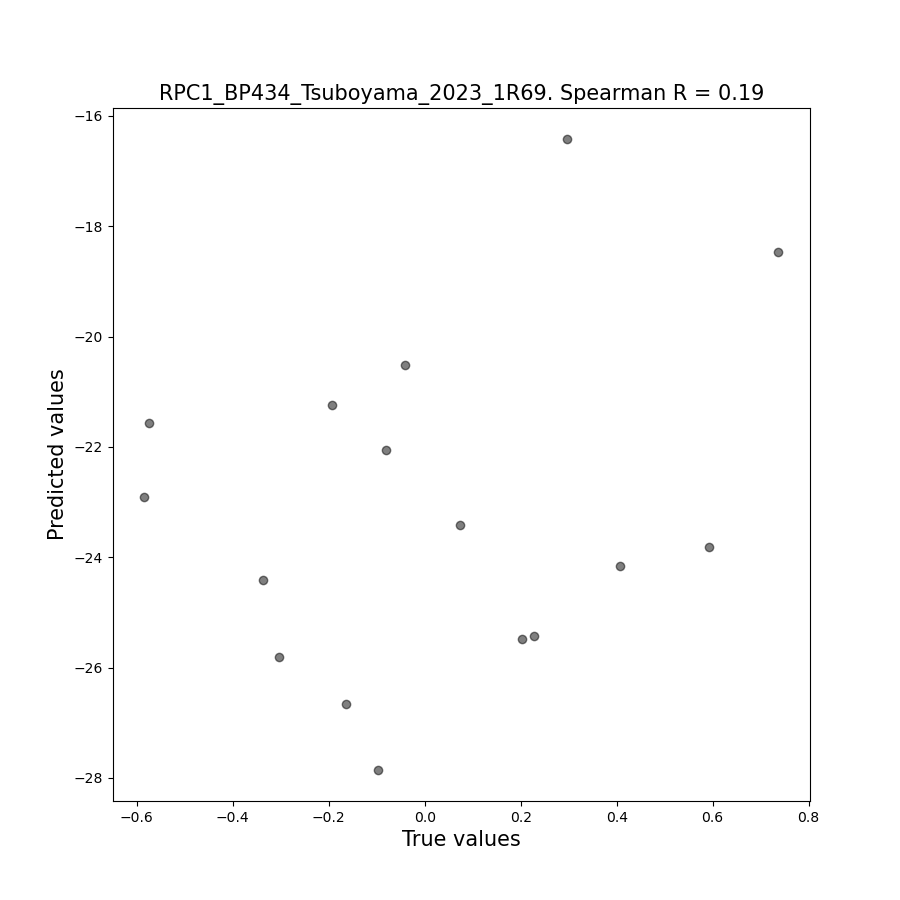 RPC1_BP434_Tsuboyama_2023_1R69. Spearman R = 0.19
Predicted values
−16
−18
−20
−22
−24
−26
−28
−0.6 −0.4 −0.2 0.0 0.2 0.4 0.6 0.8
True values